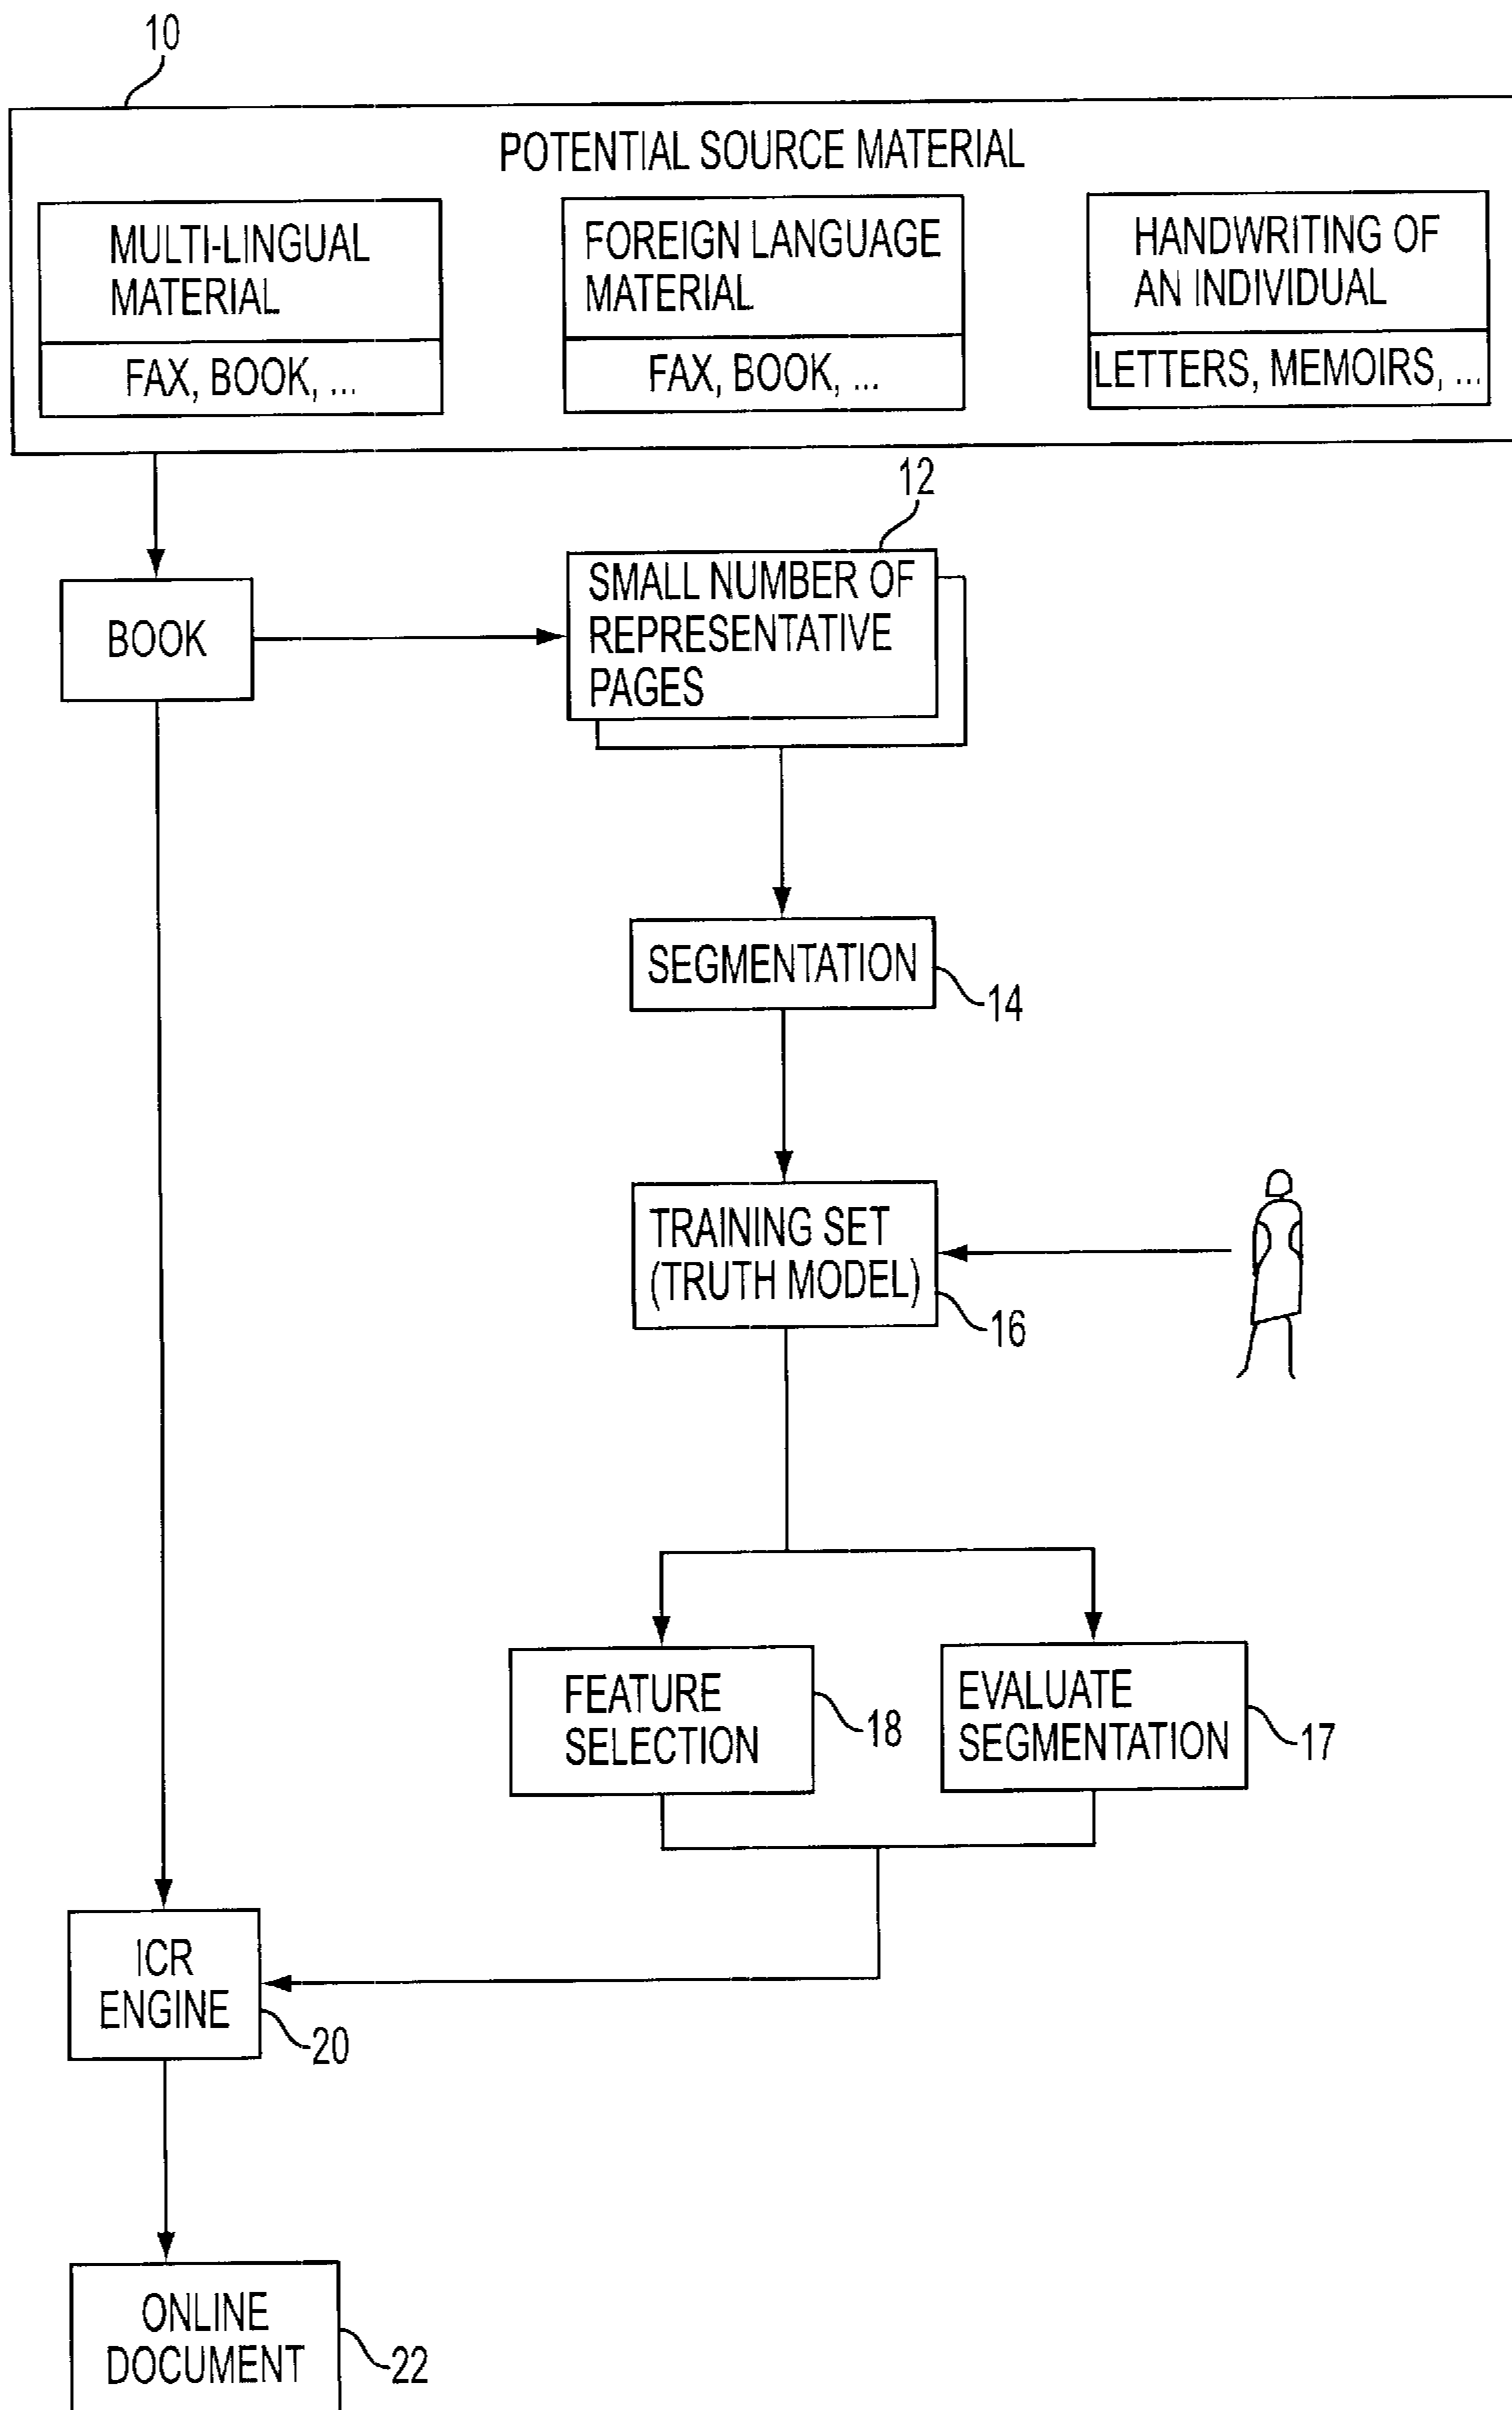 10
POTENTIAL SOURCE MATERIAL
MULTI-LINGUAL
MATERIAL
FAX, BOOK, ...
FOREIGN LANGUAGE
MATERIAL
FAX, BOOK, ...
HANDWRITING OF
AN INDIVIDUAL
LETTERS, MEMOIRS, ...
12
BOOK
SMALL NUMBER OF
REPRESENTATIVE
PAGES
SEGMENTATION
14
TRAINING SET
(TRUTH MODEL)
16
FEATURE
SELECTION
18
EVALUATE
SEGMENTATION
17
ICR
ENGINE
20
ONLINE
DOCUMENT
22